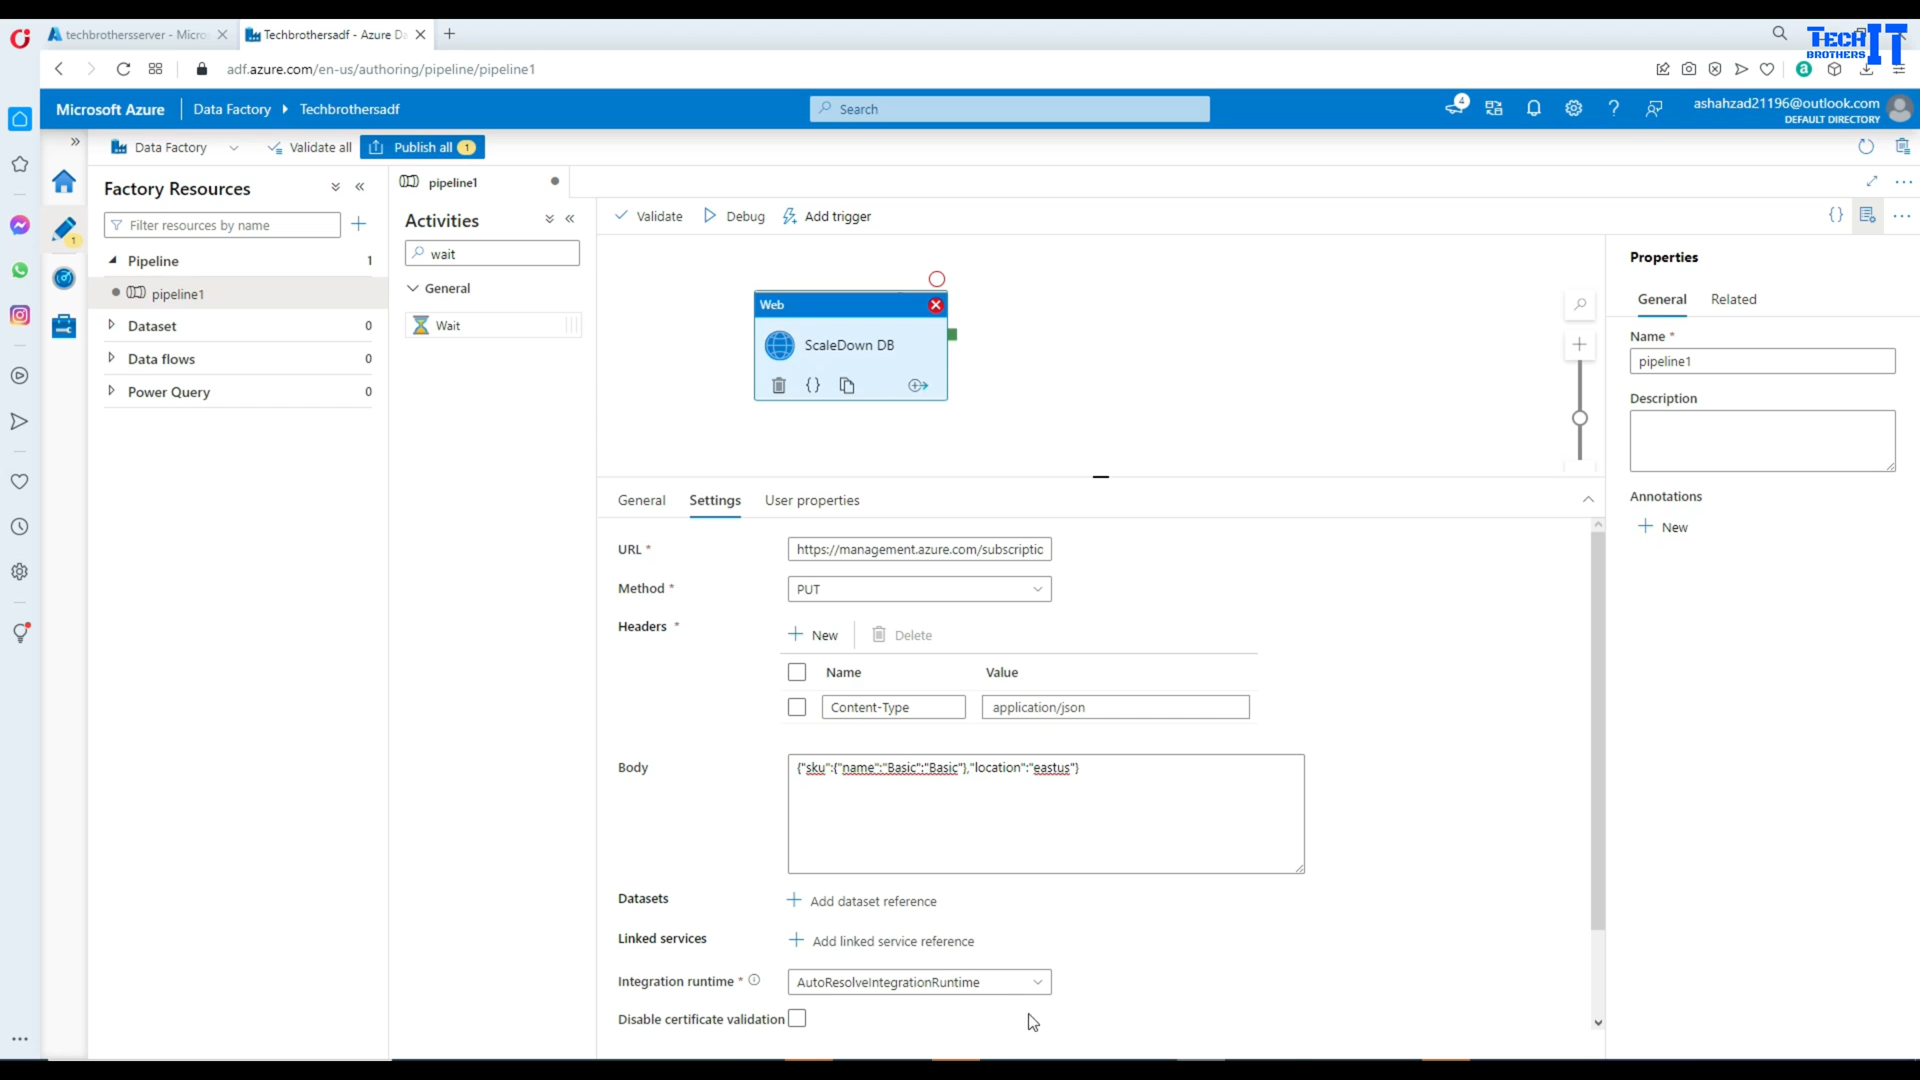 techbrothersserver - Micro
Techbrothersadf - Azure Da
TECH IT
BROTHERS
adf.azure.com/en-us/authoring/pipeline/pipeline1
Microsoft Azure
Data Factory
Techbrothersadf
Search
4
ashahzad21196@outlook.com
DEFAULT DIRECTORY
Data Factory
Validate all
Publish all 1
Factory Resources
Filter resources by name
1
Pipeline 1
pipeline1
Dataset 0
Data flows 0
Power Query 0
pipeline1
Activities
wait
General
Wait
Validate
Debug
Add trigger
Web
ScaleDown DB
General
Settings
User properties
URL *
https://management.azure.com/subscriptic
Method *
PUT
Headers *
New
Delete
Name
Value
Content-Type
application/json
Body
{"sku":{"name":"Basic";"Basic"},"location":"eastus"}
Datasets
Add dataset reference
Linked services
Add linked service reference
Integration runtime *
AutoResolveIntegrationRuntime
Disable certificate validation
Properties
General
Related
Name *
pipeline1
Description
Annotations
New